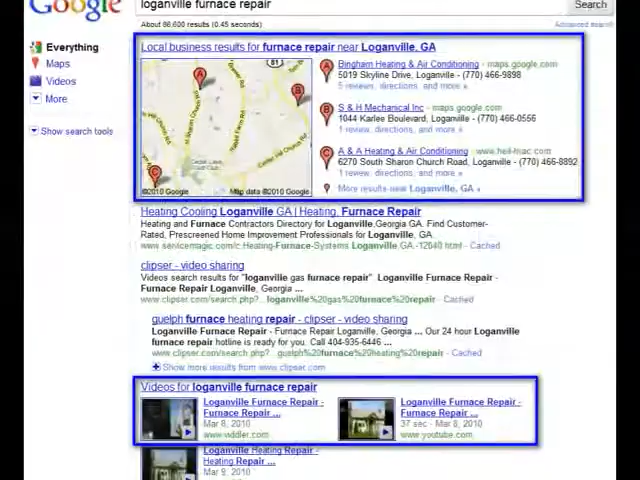 Google
loganville furnace repair
Search
About 86,600 results (0.45 seconds)
Advanced search
Everything
Maps
Videos
More
Show search tools
Local business results for furnace repair near Loganville, GA
A
B
C
81
©2010 Google
Map data ©2010 Google
A Bingham Heating & Air Conditioning - maps.google.com
5019 Skyline Drive, Loganville - (770) 466-9898
5 reviews, directions, and more »
B S & H Mechanical Inc - maps.google.com
1044 Karlee Boulevard, Loganville - (770) 466-0556
1 review, directions, and more »
C A & A Heating & Air Conditioning - www.heil-hvac.com
6270 South Sharon Church Road, Loganville - (770) 466-8892
1 review, directions, and more »
More results near Loganville, GA »
Heating Cooling Loganville GA | Heating, Furnace Repair
Heating and Furnace Contractors Directory for Loganville,Georgia GA. Find Customer-
Rated, Prescreened Home Improvement Professionals for Loganville, GA.
www.servicemagic.com/c.Heating-Furnace-Systems.Loganville.GA.-12040.html - Cached
clipser - video sharing
Videos search results for "loganville gas furnace repair". Loganville Furnace Repair -
Furnace Repair Loganville, Georgia ...
www.clipser.com/search.php?...loganville%20gas%20furnace%20repair - Cached
guelph furnace heating repair - clipser - video sharing
Loganville Furnace Repair - Furnace Repair Loganville, Georgia ... Our 24 hour Loganville
furnace repair hotline is ready for you. Call 404-935-6446 ...
www.clipser.com/search.php?...guelph%20furnace%20heating%20repair - Cached
Show more results from www.clipser.com
Videos for loganville furnace repair
Loganville Furnace Repair -
Furnace Repair ...
Mar 8, 2010
www.viddler.com
Loganville Furnace Repair -
Furnace Repair ...
37 sec - Mar 8, 2010
www.youtube.com
Loganville Heating Repair -
Heating Repair ...
Mar 9, 2010